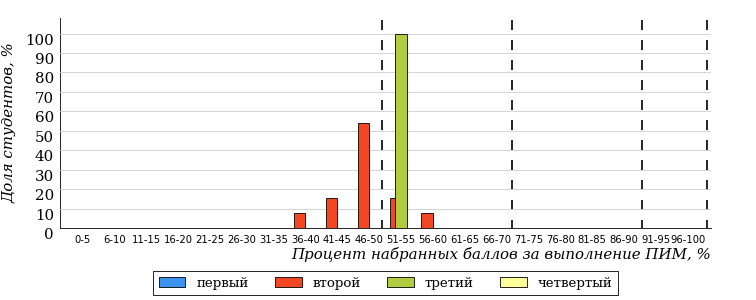 Доля студентов, %
100
90
80
70
60
50
40
30
20
10
0
0-5 6-10 11-15 16-20 21-25 26-30 31-35 36-40 41-45 46-50 51-55 56-60 61-65 66-70 71-75 76-80 81-85 86-90 91-95 96-100
Процент набранных баллов за выполнение ПИМ, %
первый второй третий четвертый